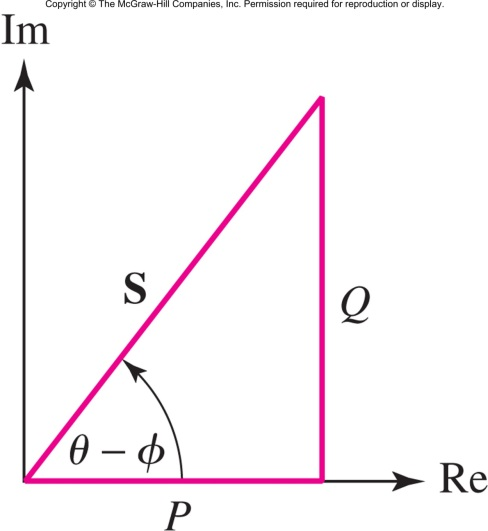 Copyright © The McGraw-Hill Companies, Inc. Permission required for reproduction or display.
Im
S
Q
θ − ϕ
Re
P